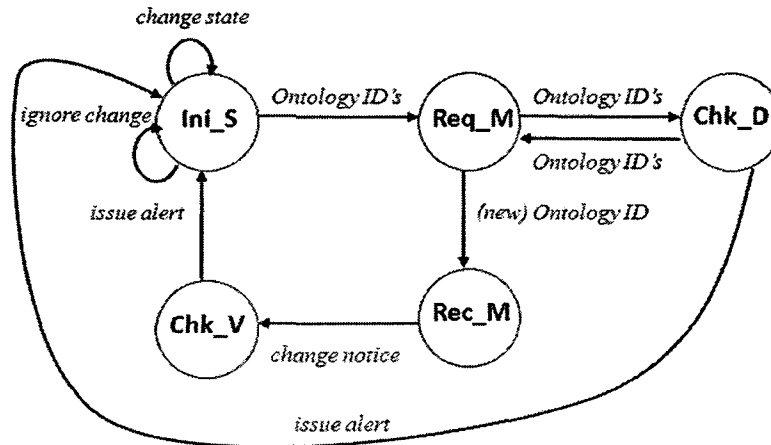 change state
Ontology ID's
Ontology ID's
ignore change
Ini_S
Req_M
Chk_D
Ontology ID's
issue alert
(new) Ontology ID
Chk_V
Rec_M
change notice
issue alert